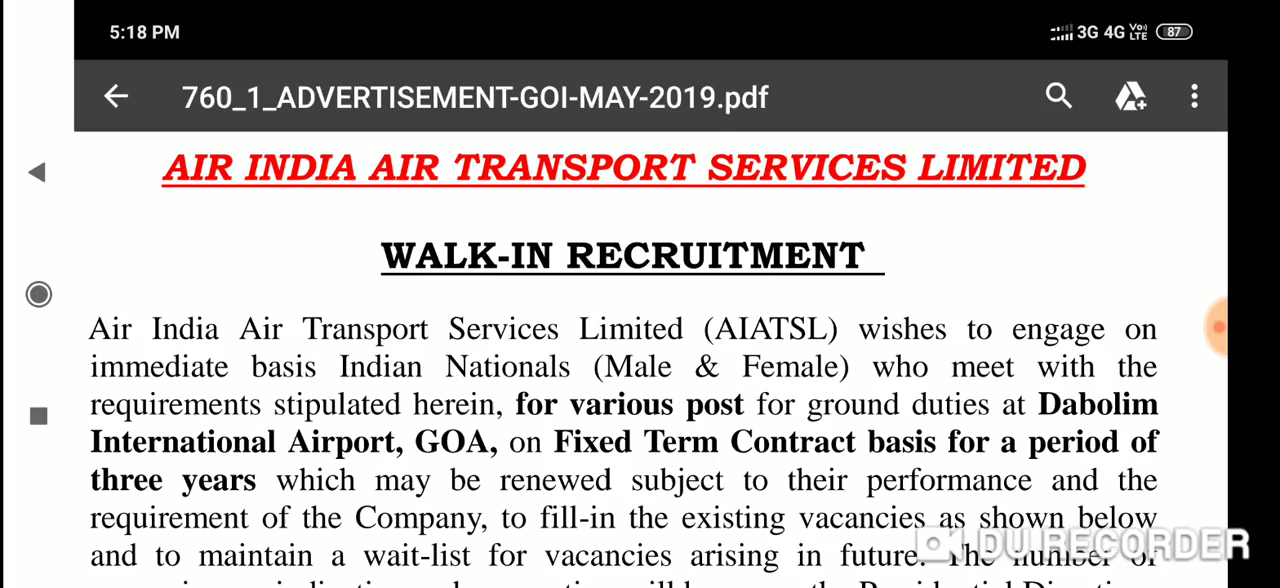 5:18 PM 3G 4G Vo) LTE 87
760_1_ADVERTISEMENT-GOI-MAY-2019.pdf
AIR INDIA AIR TRANSPORT SERVICES LIMITED
WALK-IN RECRUITMENT
Air India Air Transport Services Limited (AIATSL) wishes to engage on
immediate basis Indian Nationals (Male & Female) who meet with the
requirements stipulated herein, for various post for ground duties at Dabolim
International Airport, GOA, on Fixed Term Contract basis for a period of
three years which may be renewed subject to their performance and the
requirement of the Company, to fill-in the existing vacancies as shown below
and to maintain a wait-list for vacancies arising in future. The number of
DU RECORDER